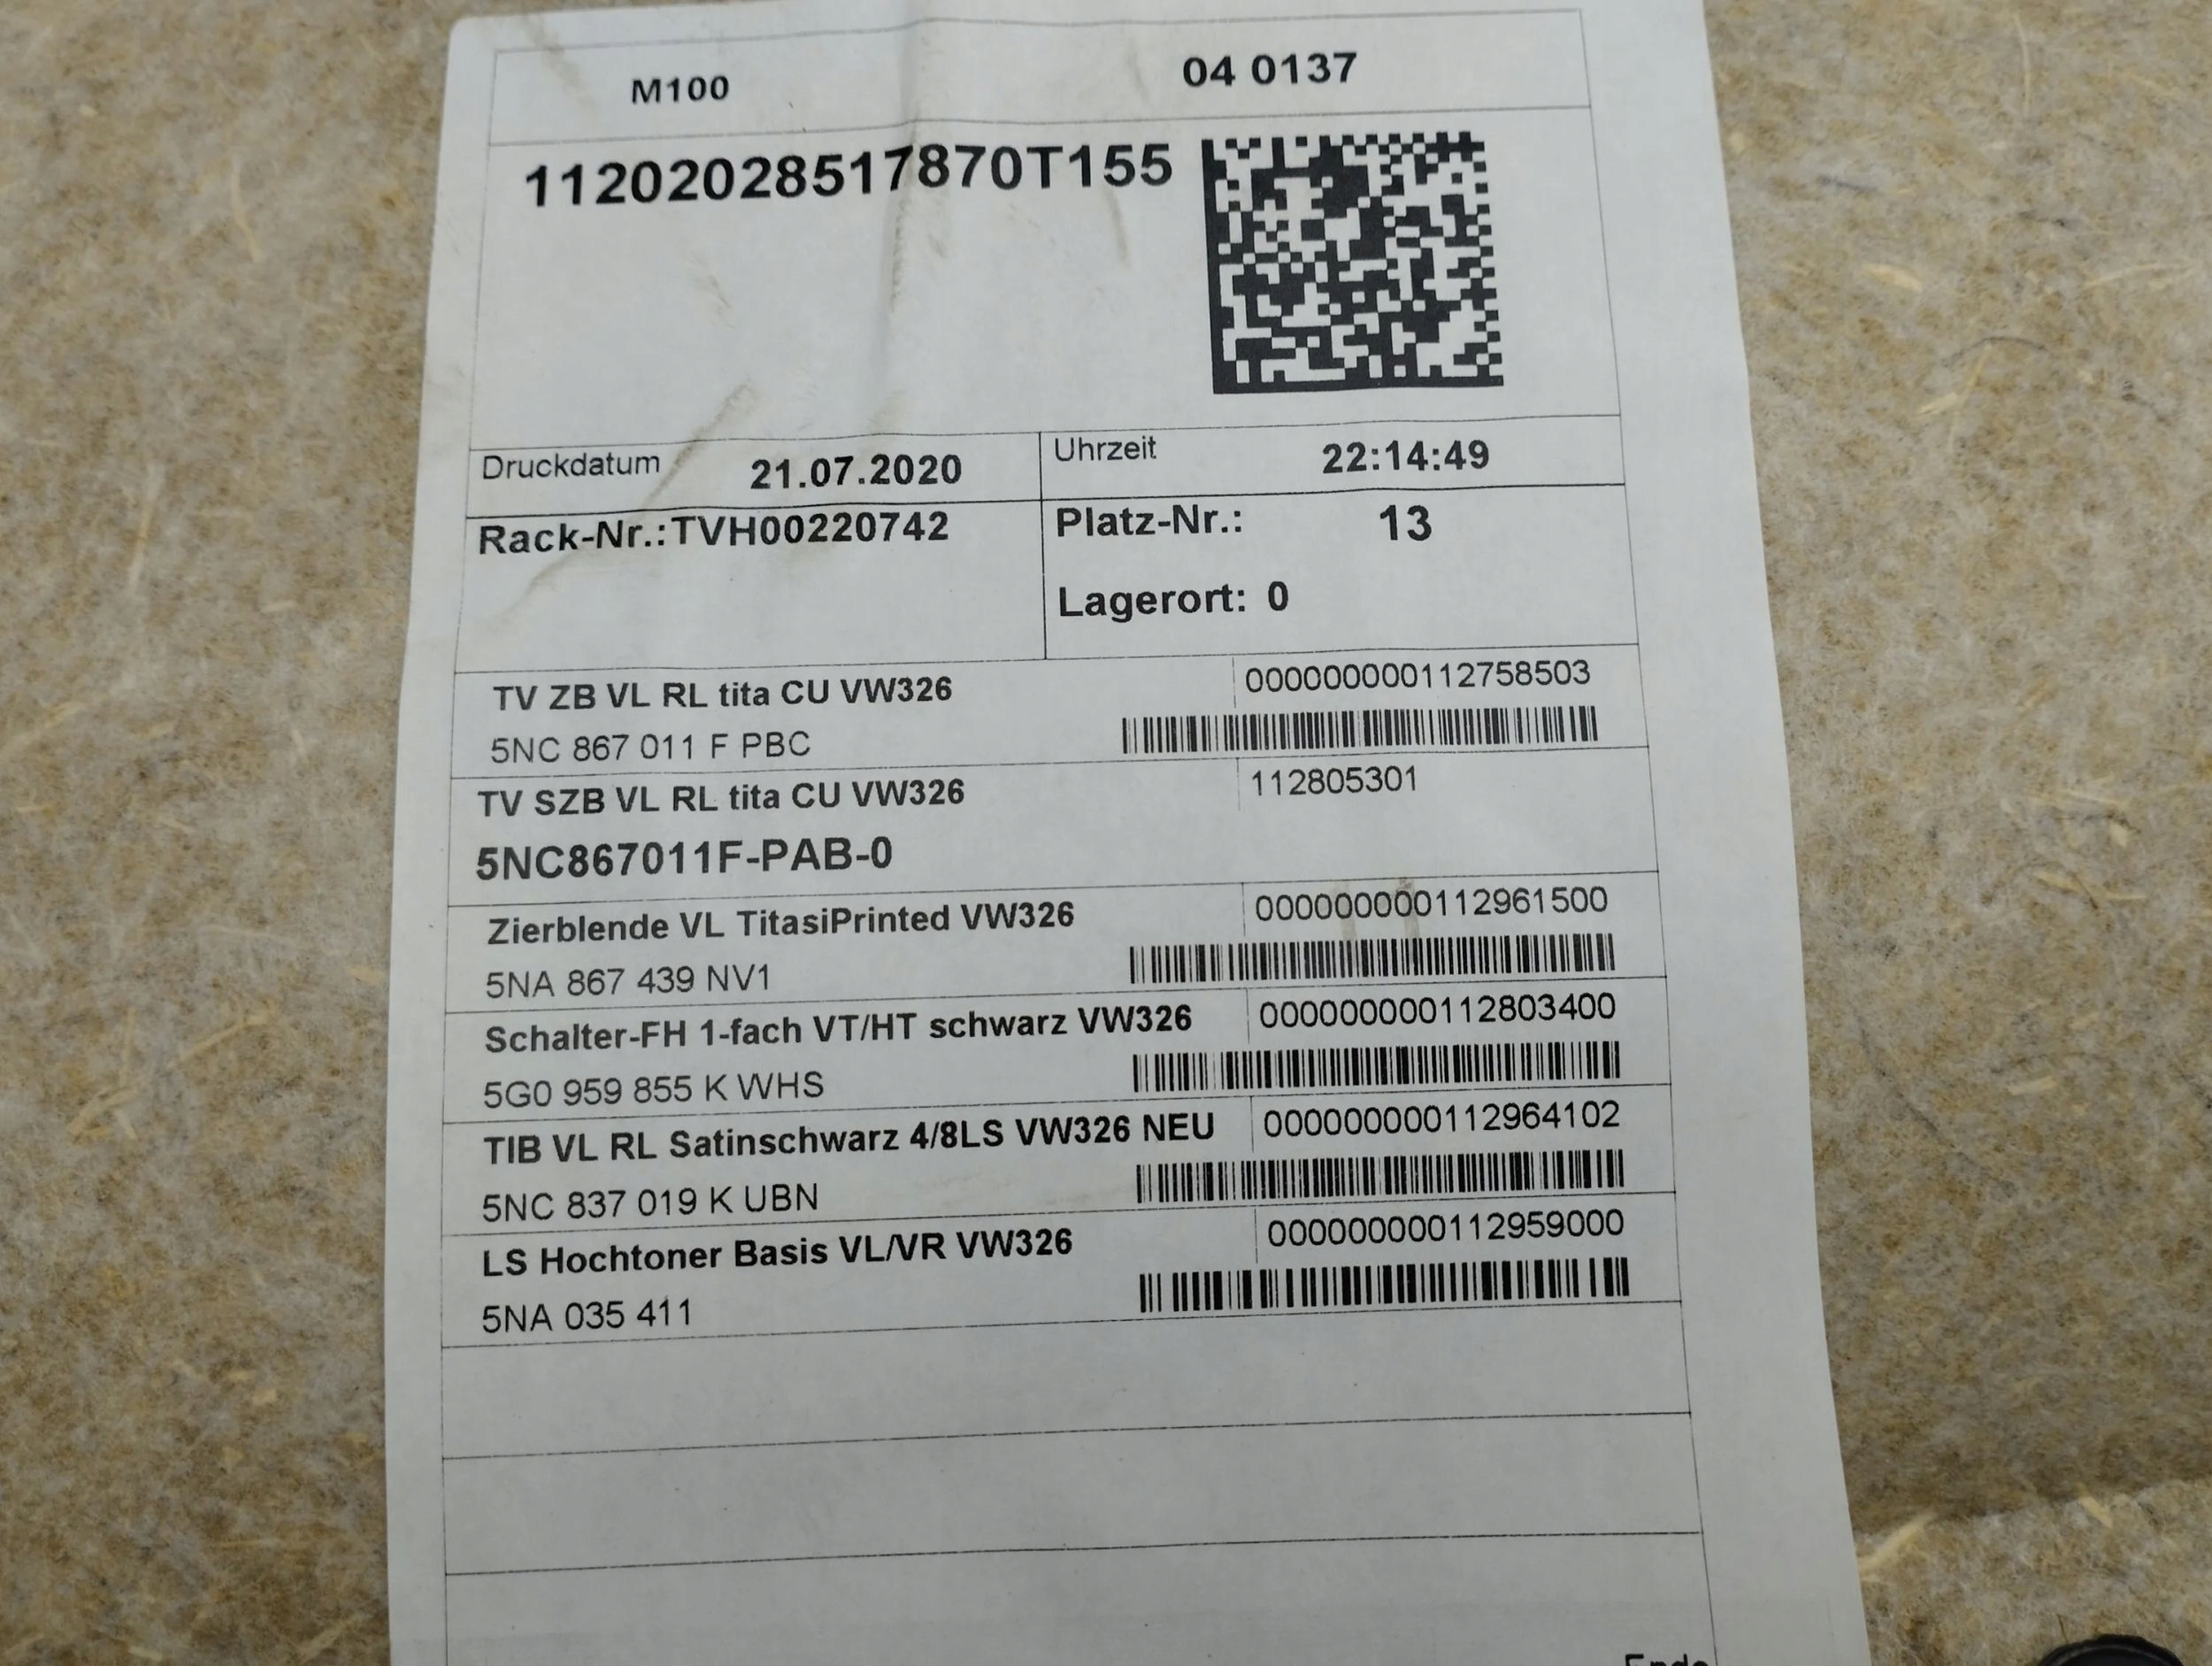 M100 04 0137
11202028517870T155
Druckdatum 21.07.2020 Uhrzeit 22:14:49
Rack-Nr.:TVH00220742 Platz-Nr.: 13
Lagerort: 0
TV ZB VL RL tita CU VW326 000000000112758503
5NC 867 011 F PBC
TV SZB VL RL tita CU VW326 112805301
5NC867011F-PAB-0
Zierblende VL TitasiPrinted VW326 000000000112961500
5NA 867 439 NV1
Schalter-FH 1-fach VT/HT schwarz VW326 000000000112803400
5G0 959 855 K WHS
TIB VL RL Satinschwarz 4/8LS VW326 NEU 000000000112964102
5NC 837 019 K UBN
LS Hochtoner Basis VL/VR VW326 000000000112959000
5NA 035 411
Ende